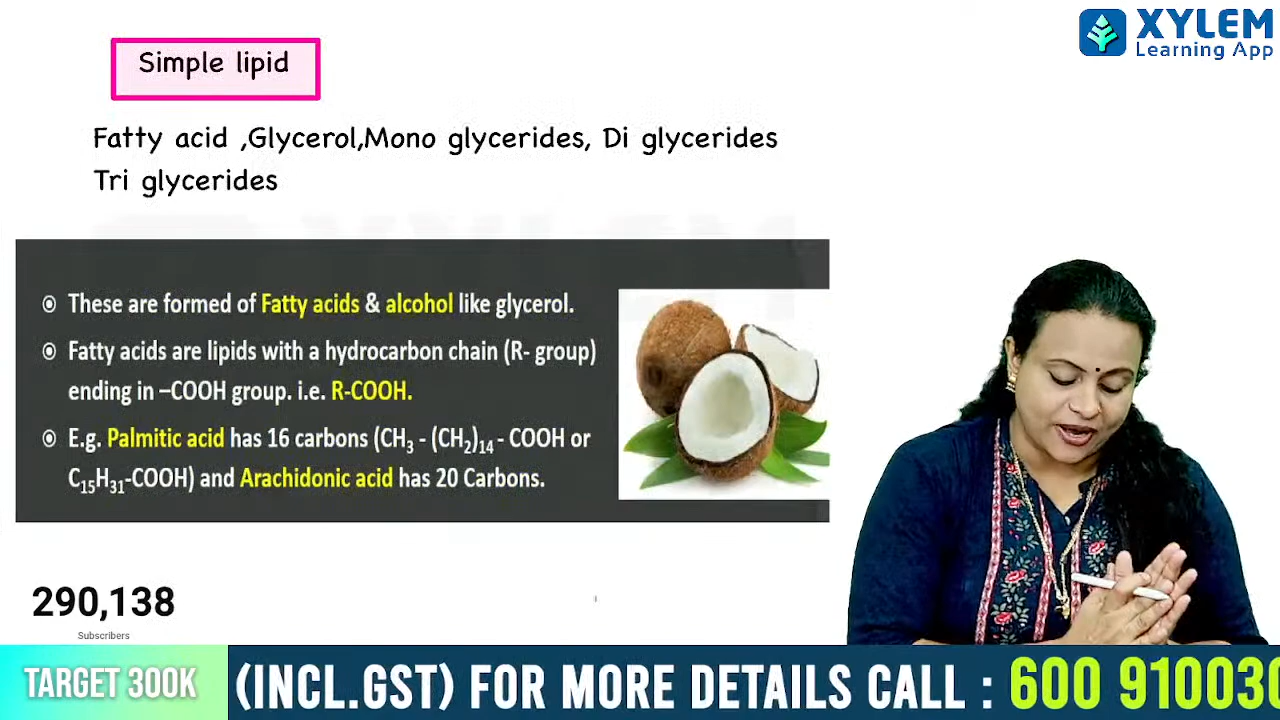 XYLEM
Learning App
Simple lipid
Fatty acid ,Glycerol,Mono glycerides, Di glycerides
Tri glycerides
These are formed of Fatty acids & alcohol like glycerol.
Fatty acids are lipids with a hydrocarbon chain (R- group)
ending in –COOH group. i.e. R-COOH.
E.g. Palmitic acid has 16 carbons (CH3 - (CH2)14 - COOH or
C15H31-COOH) and Arachidonic acid has 20 Carbons.
290,138
Subscribers
TARGET 300K
(INCL.GST) FOR MORE DETAILS CALL : 600 910030